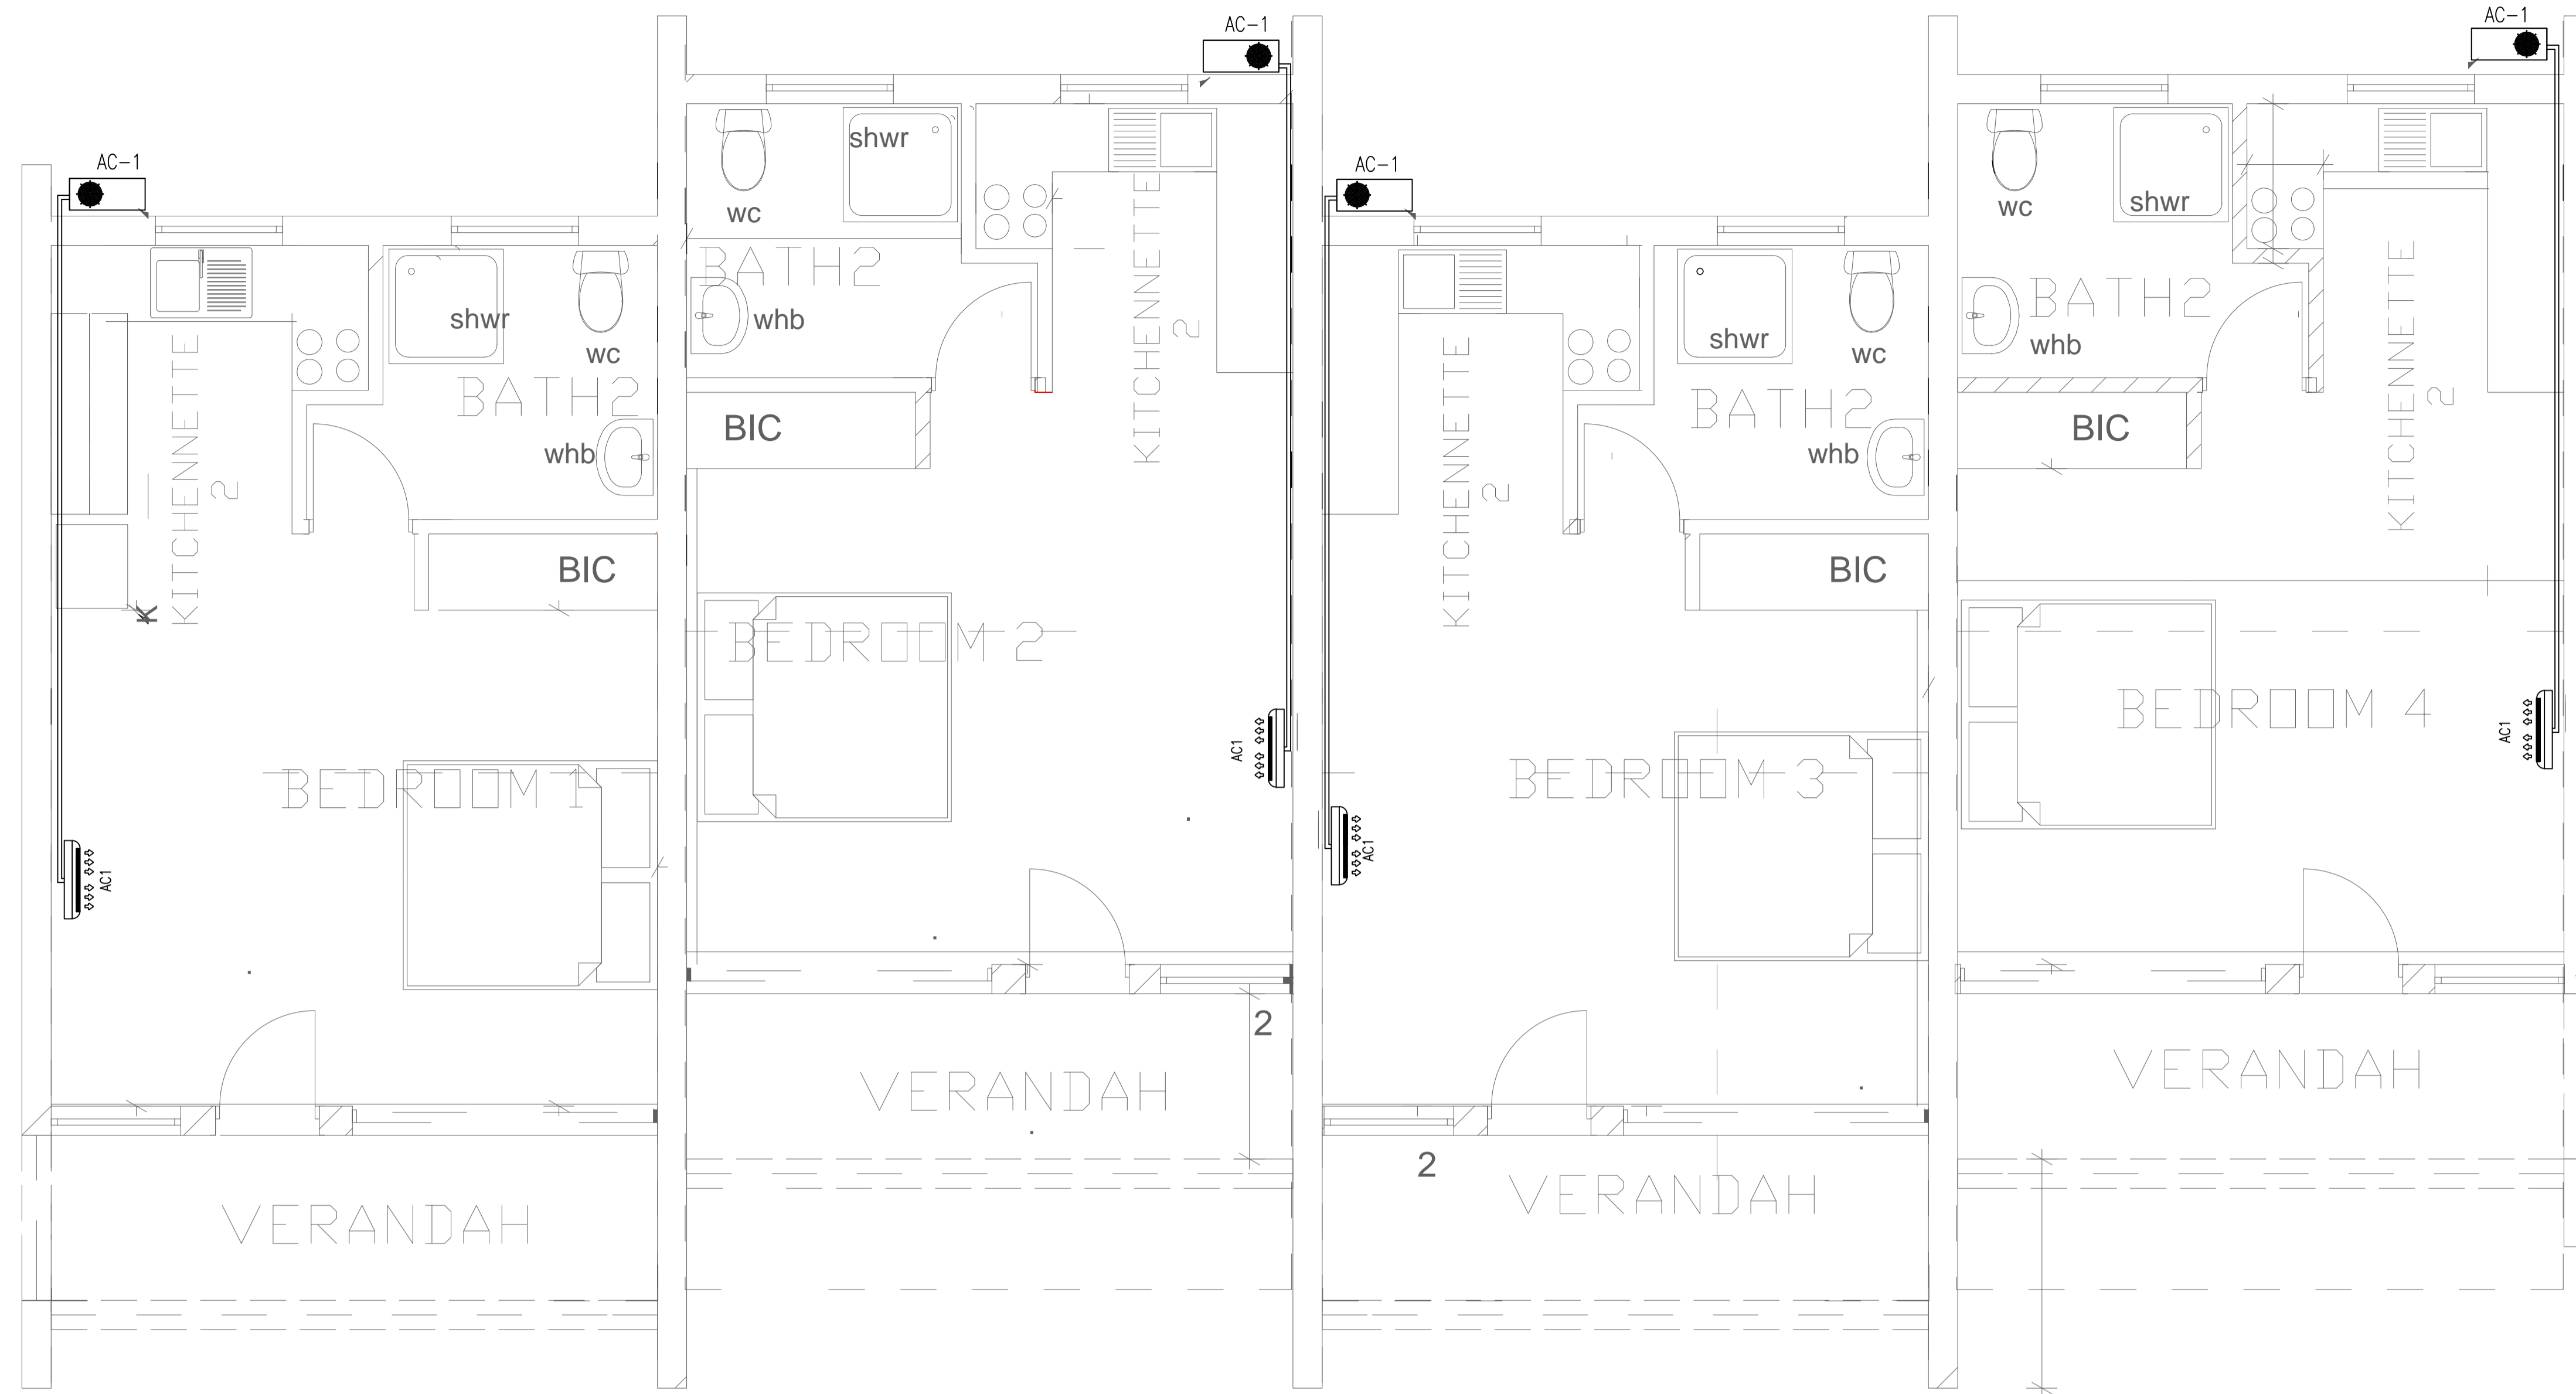 AC-1
shwr
wc
BATH2
whb
KITCHENNETTE
2
BIC
K
BEDROOM 1
AC1
VERANDAH
AC-1
shwr
wc
BATH2
whb
KITCHENNETTE
2
BIC
BEDROOM 2
AC1
2
VERANDAH
AC-1
shwr
wc
BATH2
whb
KITCHENNETTE
2
BIC
BEDROOM 3
AC1
2
VERANDAH
AC-1
wc
shwr
BATH2
whb
KITCHENNETTE
2
BIC
BEDROOM 4
AC1
VERANDAH